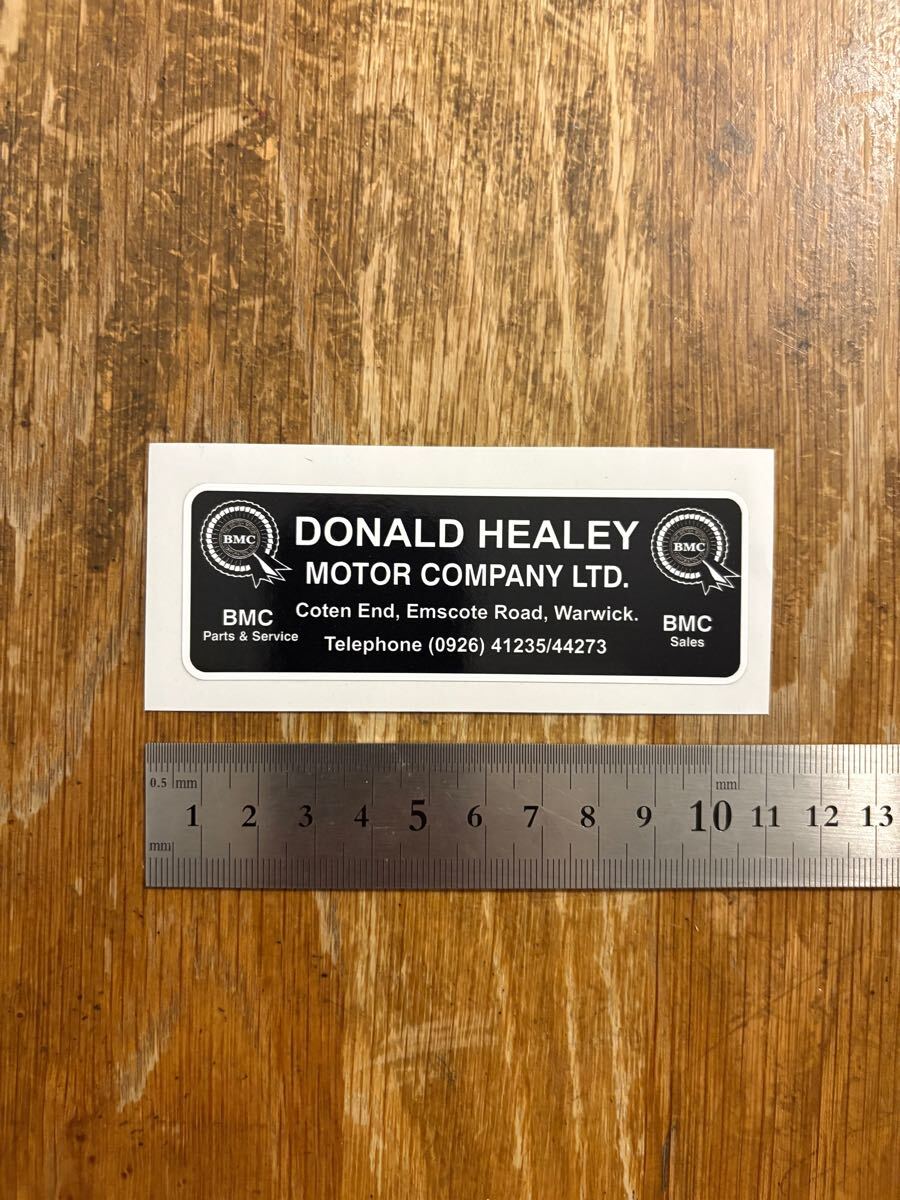 BMC
DONALD HEALEY
BMC
MOTOR COMPANY LTD.
BMC
Parts & Service
Coten End, Emscote Road, Warwick.
Telephone (0926) 41235/44273
BMC
Sales
0.5 mm
mm
1 2 3 4 5 6 7 8 9 10 11 12 13
mm